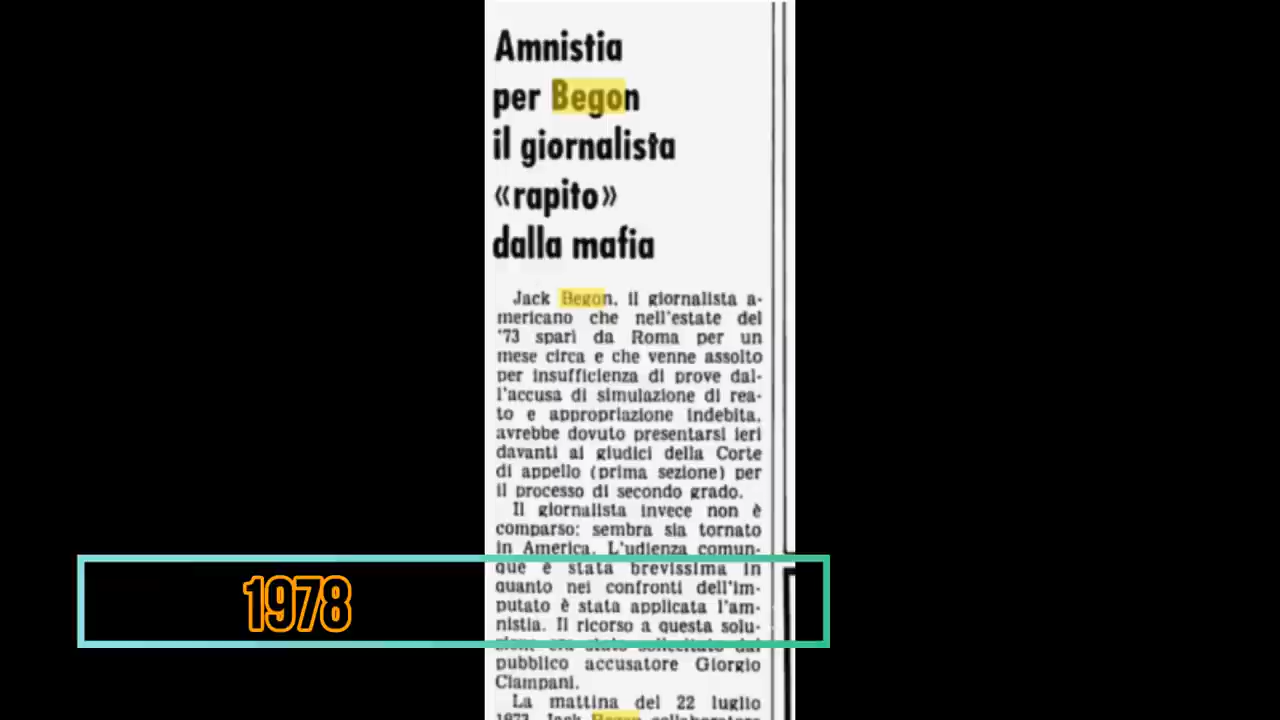 Amnistia
per Begon
il giornalista
«rapito»
dalla mafia
Jack Begon, il giornalista a-
mericano che nell'estate del
'73 sparì da Roma per un
mese circa e che venne assolto
per insufficienza di prove dal-
l'accusa di simulazione di rea-
to e appropriazione indebita,
avrebbe dovuto presentarsi ieri
davanti ai giudici della Corte
di appello (prima sezione) per
il processo di secondo grado.
Il giornalista invece non è
comparso: sembra sia tornato
in America. L'udienza comun-
que è stata brevissima in
quanto nei confronti dell'im-
putato è stata applicata l'am-
nistia. Il ricorso a questa solu-
zione era stato sollecitato dal
pubblico accusatore Giorgio
Ciampani.
La mattina del 22 luglio
1973, Jack Begon collaboratore
1978